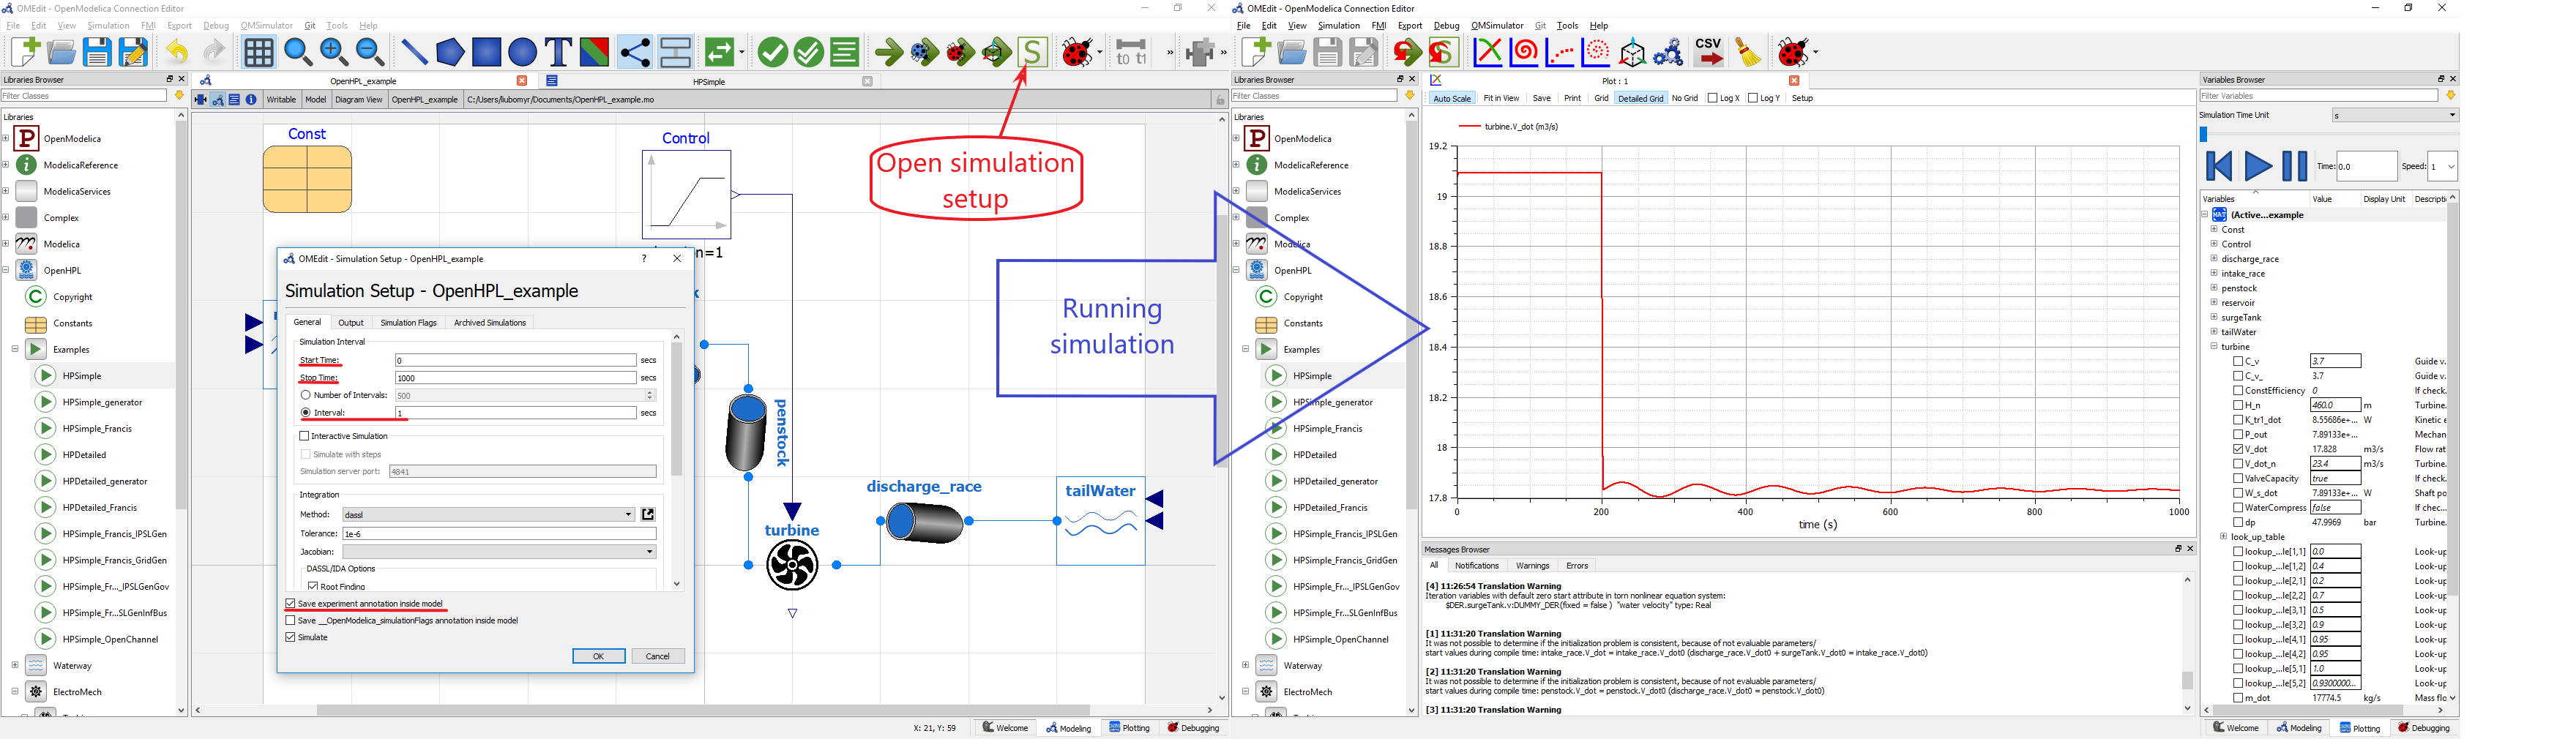 OMEdit - OpenModelica Connection Editor
File Edit View Simulation FMI Export Debug OMSimulator Git Tools Help
S
t0 t1
Libraries Browser
Filter Classes
Libraries
OpenModelica
ModelicaReference
ModelicaServices
Complex
Modelica
OpenHPL
Copyright
Constants
Examples
HPSimple
HPSimple_generator
HPSimple_Francis
HPDetailed
HPDetailed_generator
HPDetailed_Francis
HPSimple_Francis_IPSLGen
HPSimple_Francis_GridGen
HPSimple_Fr..._IPSLGenGov
HPSimple_Fr...SLGenInfBus
HPSimple_OpenChannel
Waterway
ElectroMech
OpenHPL_example
HPSimple
Writable Model Diagram View OpenHPL_example C:/Users/liubomyr/Documents/OpenHPL_example.mo
Const
Control
n=1
Open simulation
setup
OMEdit - Simulation Setup - OpenHPL_example
Simulation Setup - OpenHPL_example
General Output Simulation Flags Archived Simulations
Simulation Interval
Start Time: 0 secs
Stop Time: 1000 secs
Number of Intervals: 500
Interval: 1 secs
Interactive Simulation
Simulate with steps
Simulation server port: 4841
Integration
Method: dassl
Tolerance: 1e-6
Jacobian:
DASSL/IDA Options
Root Finding
Save experiment annotation inside model
Save __OpenModelica_simulationFlags annotation inside model
Simulate
OK Cancel
penstock
turbine
discharge_race
tailWater
Running
simulation
X: 21, Y: 59
Welcome Modeling Plotting Debugging
OMEdit - OpenModelica Connection Editor
File Edit View Simulation FMI Export Debug OMSimulator Git Tools Help
CSV
Libraries Browser
Filter Classes
Libraries
OpenModelica
ModelicaReference
ModelicaServices
Complex
Modelica
OpenHPL
Copyright
Constants
Examples
HPSimple
HPSimple_generator
HPSimple_Francis
HPDetailed
HPDetailed_generator
HPDetailed_Francis
HPSimple_Francis_IPSLGen
HPSimple_Francis_GridGen
HPSimple_Fr..._IPSLGenGov
HPSimple_Fr...SLGenInfBus
HPSimple_OpenChannel
Waterway
ElectroMech
Plot : 1
Auto Scale Fit in View Save Print Grid Detailed Grid No Grid Log X Log Y Setup
turbine.V_dot (m3/s)
19.2
19
18.8
18.6
18.4
18.2
18
17.8
0 200 400 600 800 1000
time (s)
Messages Browser
All Notifications Warnings Errors
[4] 11:26:54 Translation Warning
Iteration variables with default zero start attribute in torn nonlinear equation system:
$DER.surgeTank.v:DUMMY_DER(fixed = false ) "water velocity" type: Real
[1] 11:31:20 Translation Warning
It was not possible to determine if the initialization problem is consistent, because of not evaluable parameters/
start values during compile time: intake_race.V_dot = intake_race.V_dot0 (discharge_race.V_dot0 + surgeTank.V_dot0 = intake_race.V_dot0)
[2] 11:31:20 Translation Warning
It was not possible to determine if the initialization problem is consistent, because of not evaluable parameters/
start values during compile time: penstock.V_dot = penstock.V_dot0 (discharge_race.V_dot0 = penstock.V_dot0)
[3] 11:31:20 Translation Warning
Variables Browser
Filter Variables
Simulation Time Unit s
Time: 0.0 Speed: 1
Variables Value Display Unit Descripti
(Active...example
Const
Control
discharge_race
intake_race
penstock
reservoir
surgeTank
tailWater
turbine
C_v 3.7 Guide v.
C_v_ 3.7 Guide v.
ConstEfficiency 0 If check.
H_n 460.0 m Turbine.
K_tr1_dot 8.55686e+... W Kinetic e
P_out 7.89133e+... W Mechan
V_dot 17.828 m3/s Flow rat
V_dot_n 23.4 m3/s Turbine.
ValveCapacity true If check.
W_s_dot 7.89133e+... W Shaft po
WaterCompress false If chec...
dp 47.9969 bar Turbine.
look_up_table
lookup_...le[1,1] 0.0 Look-up
lookup_...le[1,2] 0.4 Look-up
lookup_...le[2,1] 0.2 Look-up
lookup_...le[2,2] 0.7 Look-up
lookup_...le[3,1] 0.5 Look-up
lookup_...le[3,2] 0.9 Look-up
lookup_...le[4,1] 0.95 Look-up
lookup_...le[4,2] 0.95 Look-up
lookup_...le[5,1] 1.0 Look-up
lookup_...le[5,2] 0.9300000... Look-up
m_dot 17774.5 kg/s Mass flo
Welcome Modeling Plotting Debugging